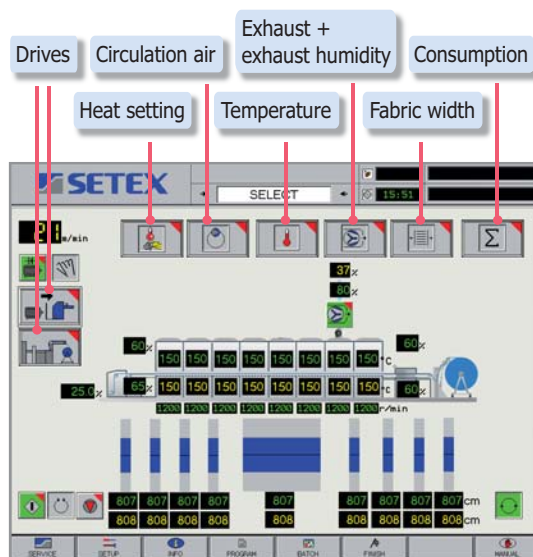 Exhaust +
Drives Circulation air exhaust humidity Consumption
Heat setting Temperature Fabric width
SETEX
SELECT 15:51
21 m/min
Σ
37 %
80 %
60 % 60 %
150 150 150 150 150 150 150 150 °C
25.0 % 65 % 150 150 150 150 150 150 150 150 °C 60 %
1200 1200 1200 1200 1200 1200 1200 1200 r/min
807 807 807 807 807 807 807 807 807 cm
808 808 808 808 808 808 808 808 808 cm
SERVICE SETUP INFO PROGRAM BATCH FINISH MANUAL